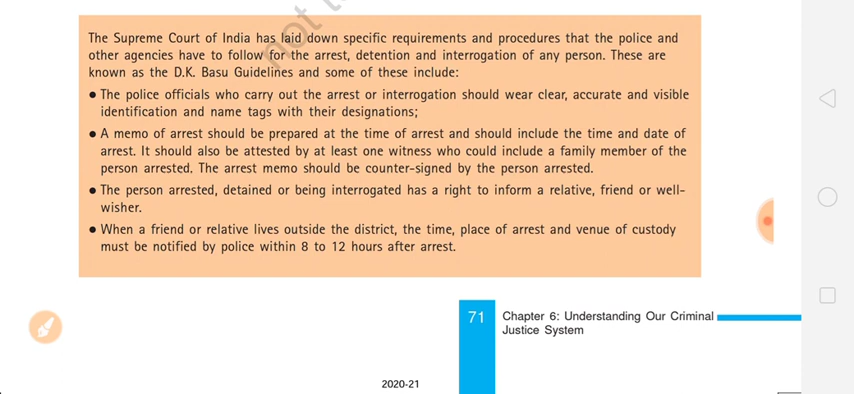 The Supreme Court of India has laid down specific requirements and procedures that the police and
other agencies have to follow for the arrest, detention and interrogation of any person. These are
known as the D.K. Basu Guidelines and some of these include:
● The police officials who carry out the arrest or interrogation should wear clear, accurate and visible
identification and name tags with their designations;
● A memo of arrest should be prepared at the time of arrest and should include the time and date of
arrest. It should also be attested by at least one witness who could include a family member of the
person arrested. The arrest memo should be counter-signed by the person arrested.
● The person arrested, detained or being interrogated has a right to inform a relative, friend or well-
wisher.
● When a friend or relative lives outside the district, the time, place of arrest and venue of custody
must be notified by police within 8 to 12 hours after arrest.
71
Chapter 6: Understanding Our Criminal
Justice System
2020-21